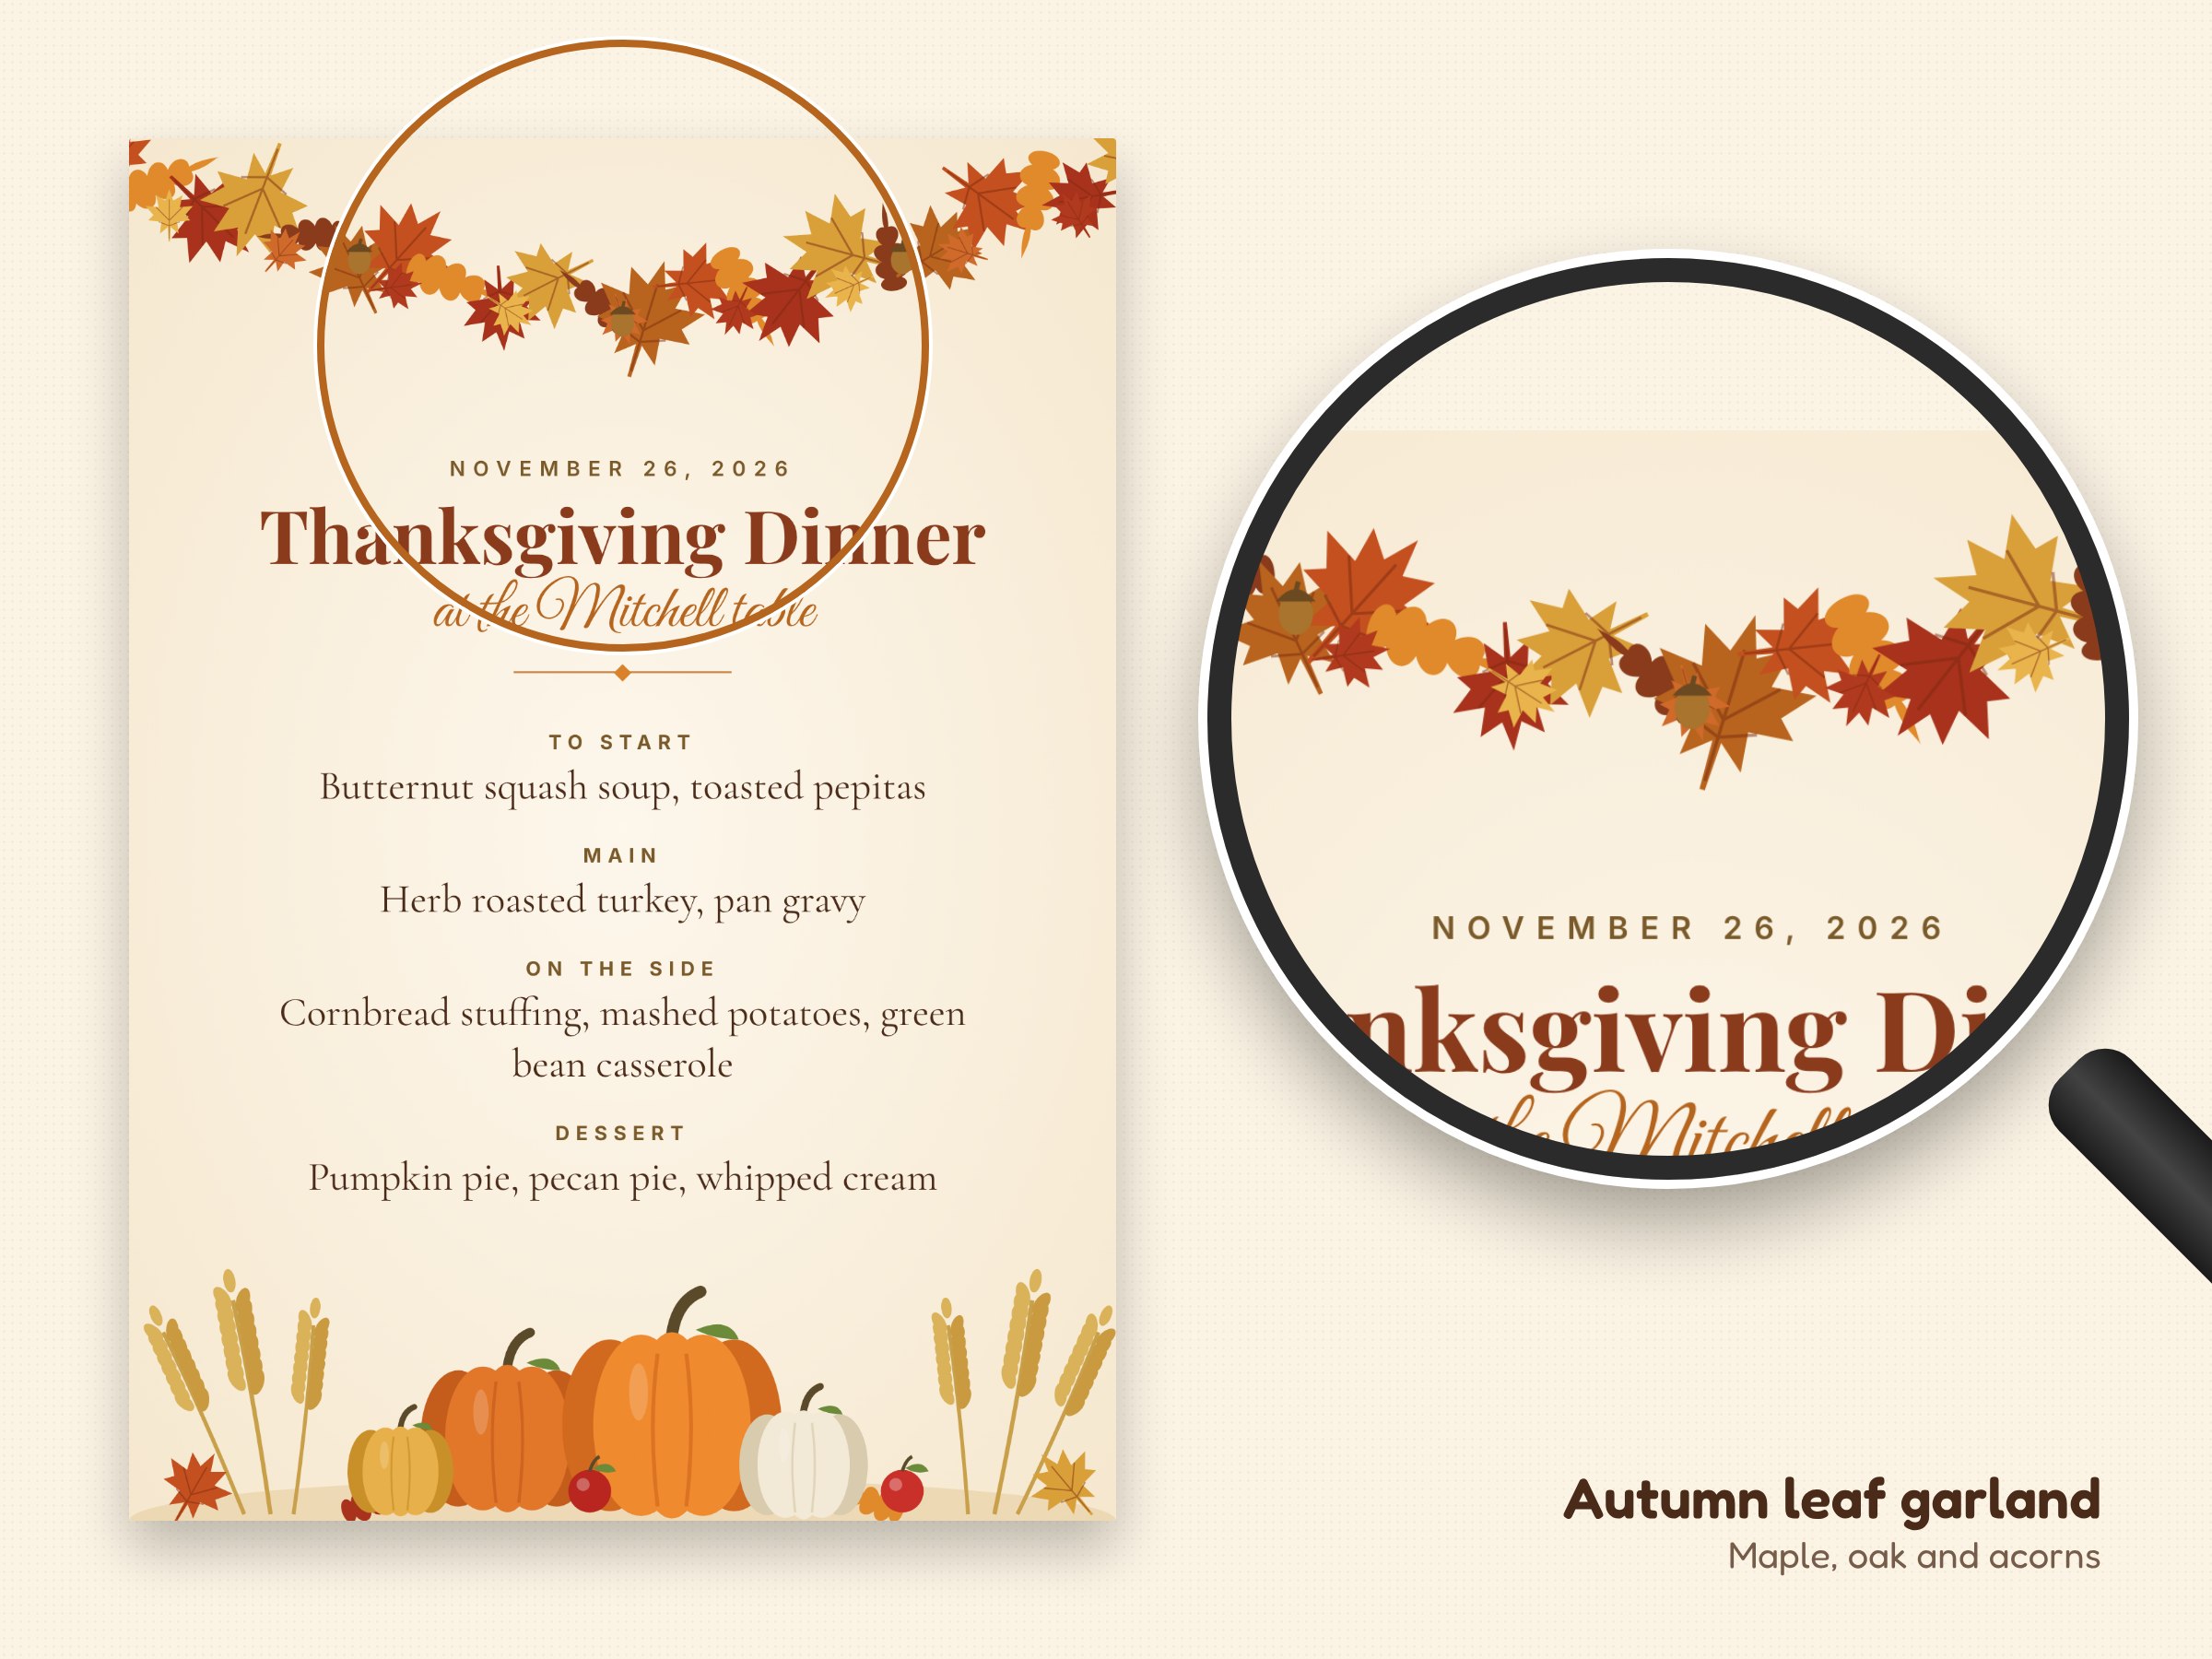 NOVEMBER 26, 2026
Thanksgiving Dinner
at the Mitchell table
TO START
Butternut squash soup, toasted pepitas
MAIN
Herb roasted turkey, pan gravy
ON THE SIDE
Cornbread stuffing, mashed potatoes, green
bean casserole
DESSERT
Pumpkin pie, pecan pie, whipped cream
NOVEMBER 26, 2026
nksgiving Di
he Mitchell
Autumn leaf garland
Maple, oak and acorns